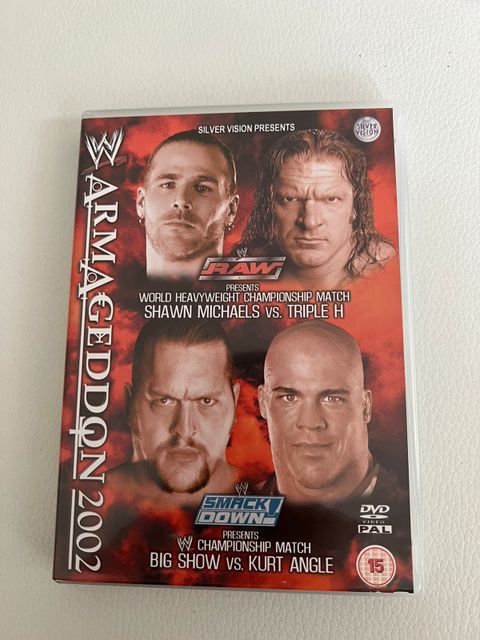 SILVER VISION PRESENTS
SILVER
VISION
W ARMAGEDDON 2002
W
RAW
PRESENTS
WORLD HEAVYWEIGHT CHAMPIONSHIP MATCH
SHAWN MICHAELS VS. TRIPLE H
W
SMACK
DOWN!
PRESENTS
W CHAMPIONSHIP MATCH
BIG SHOW VS. KURT ANGLE
DVD
VIDEO
PAL
15